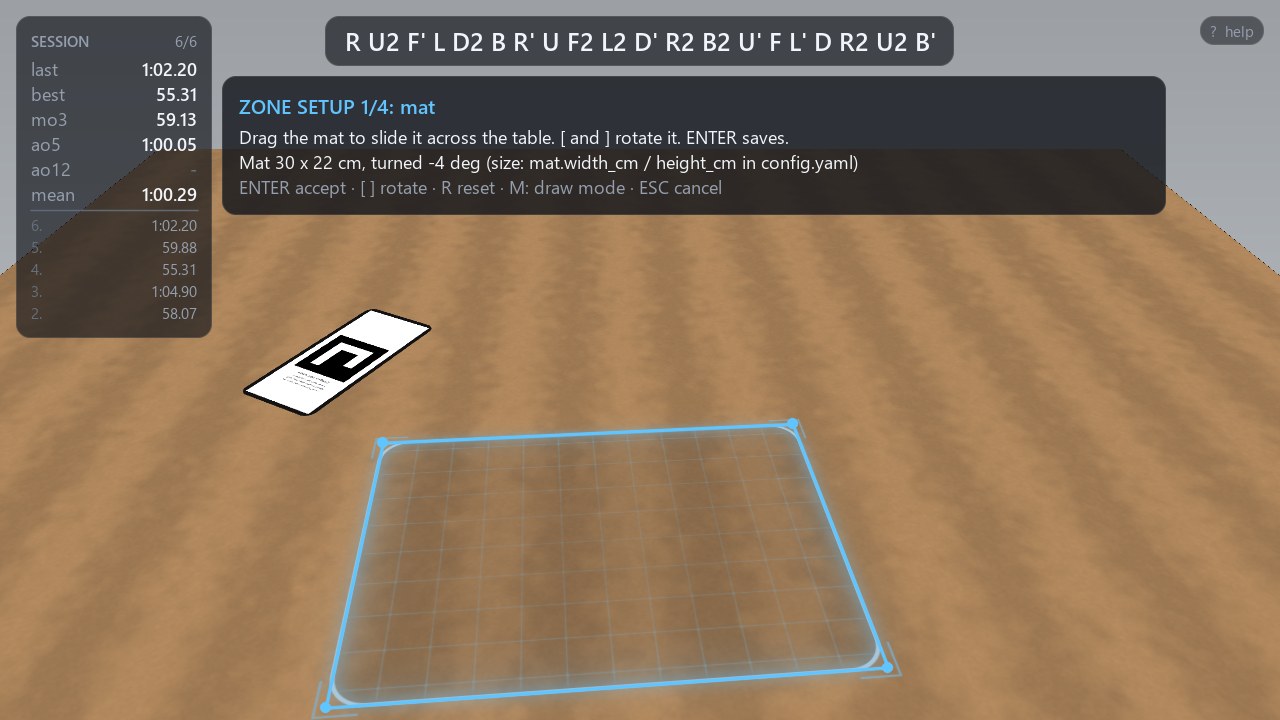 R U2 F' L D2 B R' U F2 L2 D' R2 B2 U' F L' D R2 U2 B'
? help
SESSION 6/6
last 1:02.20
best 55.31
mo3 59.13
ao5 1:00.05
ao12 -
mean 1:00.29
6. 1:02.20
5. 59.88
4. 55.31
3. 1:04.90
2. 58.07
ZONE SETUP 1/4: mat
Drag the mat to slide it across the table. [ and ] rotate it. ENTER saves.
Mat 30 x 22 cm, turned -4 deg (size: mat.width_cm / height_cm in config.yaml)
ENTER accept · [ ] rotate · R reset · M: draw mode · ESC cancel